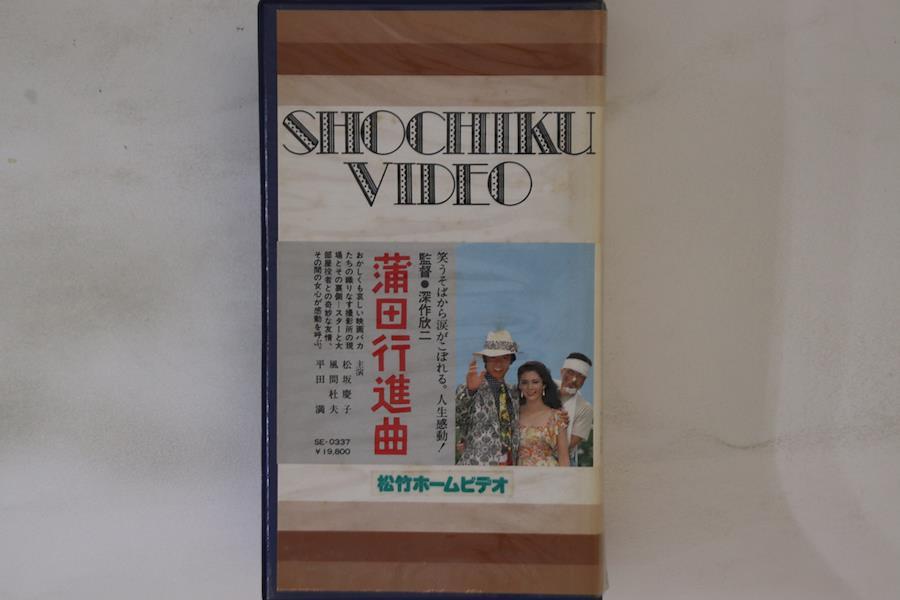 SHOCHIKU
VIDEO
笑うそばから涙がこぼれる。人生感動!
監督●深作欣二
蒲田行進曲
おかしくも哀しい映画バカ
たちの織りなす撮影所の現
場とその裏側—スターと大
部屋役者との奇妙な友情、
その間の女心が感動を呼ぶ。
主演
松坂慶子
風間杜夫
平田満
SE-0337
¥19,800
松竹ホームビデオ